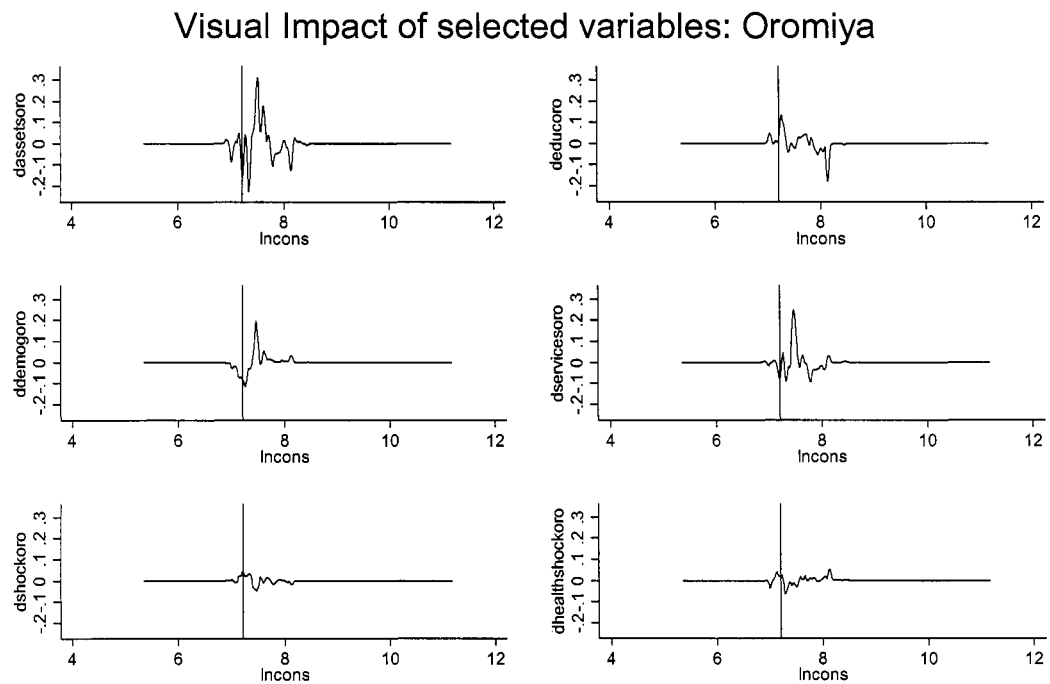 Visual Impact of selected variables: Oromiya
dassetsoro
-.2 -.1 0 .1 .2 .3
4 6 8 10 12
lncons
deducoro
-.2 -.1 0 .1 .2 .3
4 6 8 10 12
lncons
ddemogoro
-.2 -.1 0 .1 .2 .3
4 6 8 10 12
lncons
dservicesoro
-.2 -.1 0 .1 .2 .3
4 6 8 10 12
lncons
dshockoro
-.2 -.1 0 .1 .2 .3
4 6 8 10 12
lncons
dhealthshockoro
-.2 -.1 0 .1 .2 .3
4 6 8 10 12
lncons